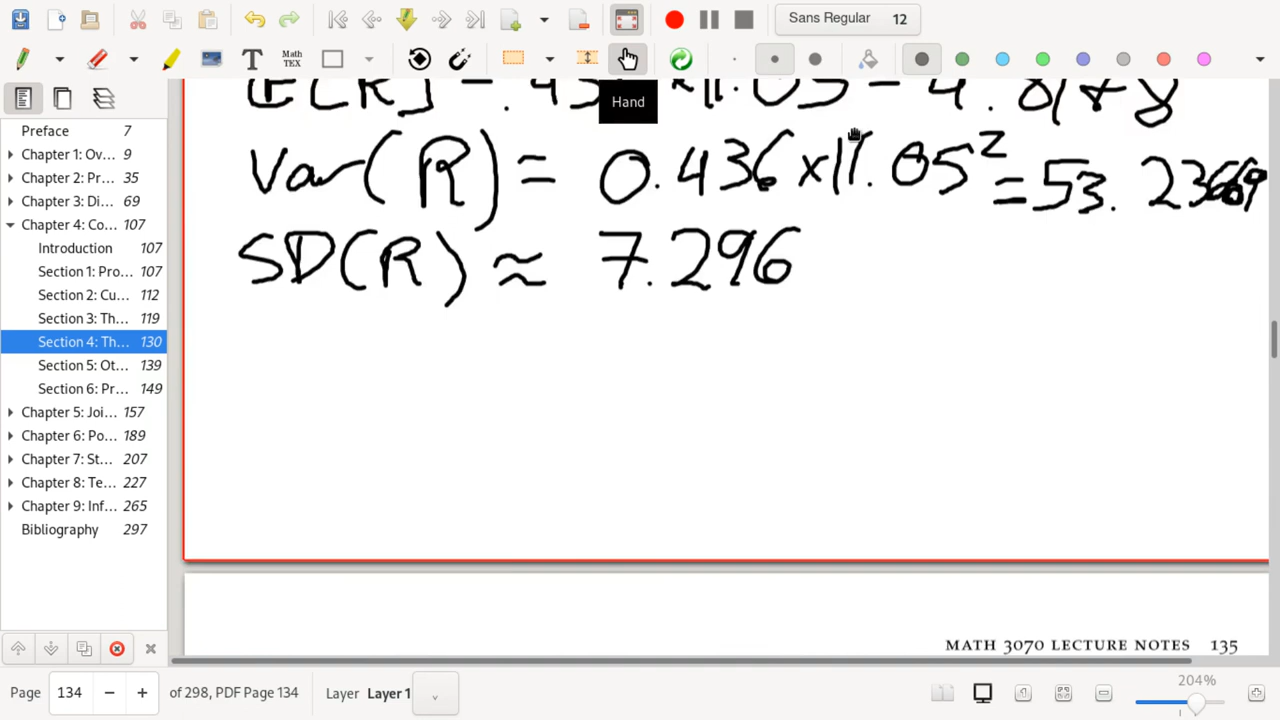 Sans Regular 12
T Math TEX
Hand
Preface 7
Chapter 1: Ov... 9
Chapter 2: Pr... 35
Chapter 3: Di... 69
Chapter 4: Co... 107
Introduction 107
Section 1: Pro... 107
Section 2: Cu... 112
Section 3: Th... 119
Section 4: Th... 130
Section 5: Ot... 139
Section 6: Pr... 149
Chapter 5: Joi... 157
Chapter 6: Po... 189
Chapter 7: St... 207
Chapter 8: Te... 227
Chapter 9: Inf... 265
Bibliography 297
Var(R) = 0.436 x 11.05² = 53.23669
SD(R) ≈ 7.296
MATH 3070 LECTURE NOTES 135
Page 134 − + of 298, PDF Page 134 Layer Layer 1
204%